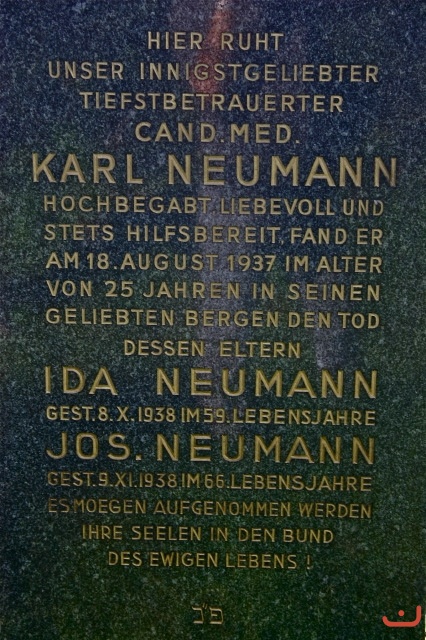 HIER RUHT
UNSER INNIGSTGELIEBTER
TIEFSTBETRAUERTER
CAND.MED.
KARL NEUMANN
HOCHBEGABT, LIEBEVOLL UND
STETS HILFSBEREIT, FAND ER
AM 18. AUGUST 1937 IM ALTER
VON 25 JAHREN IN SEINEN
GELIEBTEN BERGEN DEN TOD
DESSEN ELTERN
IDA NEUMANN
GEST. 8. X. 1938 IM 59. LEBENSJAHRE
JOS. NEUMANN
GEST. 9. XI. 1938 IM 66. LEBENSJAHRE
ES MOEGEN AUFGENOMMEN WERDEN
IHRE SEELEN IN DEN BUND
DES EWIGEN LEBENS !
פ״נ